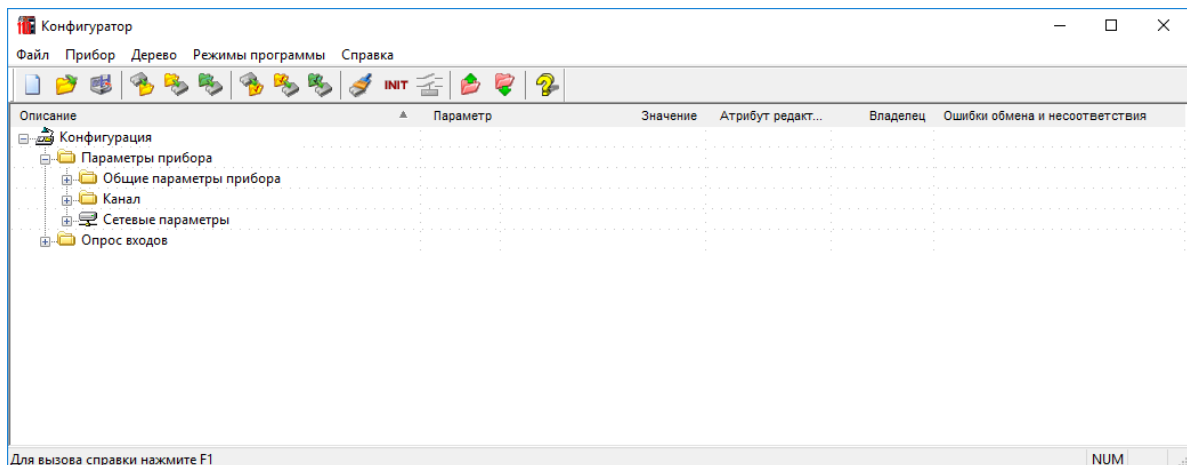 Конфигуратор
Файл Прибор Дерево Режимы программы Справка
INIT
Описание Параметр Значение Атрибут редакт... Владелец Ошибки обмена и несоответствия
Конфигурация
Параметры прибора
Общие параметры прибора
Канал
Сетевые параметры
Опрос входов
Для вызова справки нажмите F1 NUM